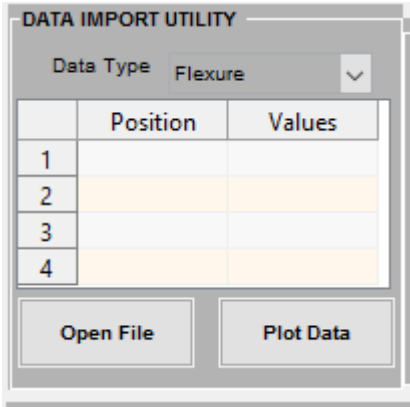 DATA IMPORT UTILITY
Data Type Flexure
Position Values
1
2
3
4
Open File Plot Data